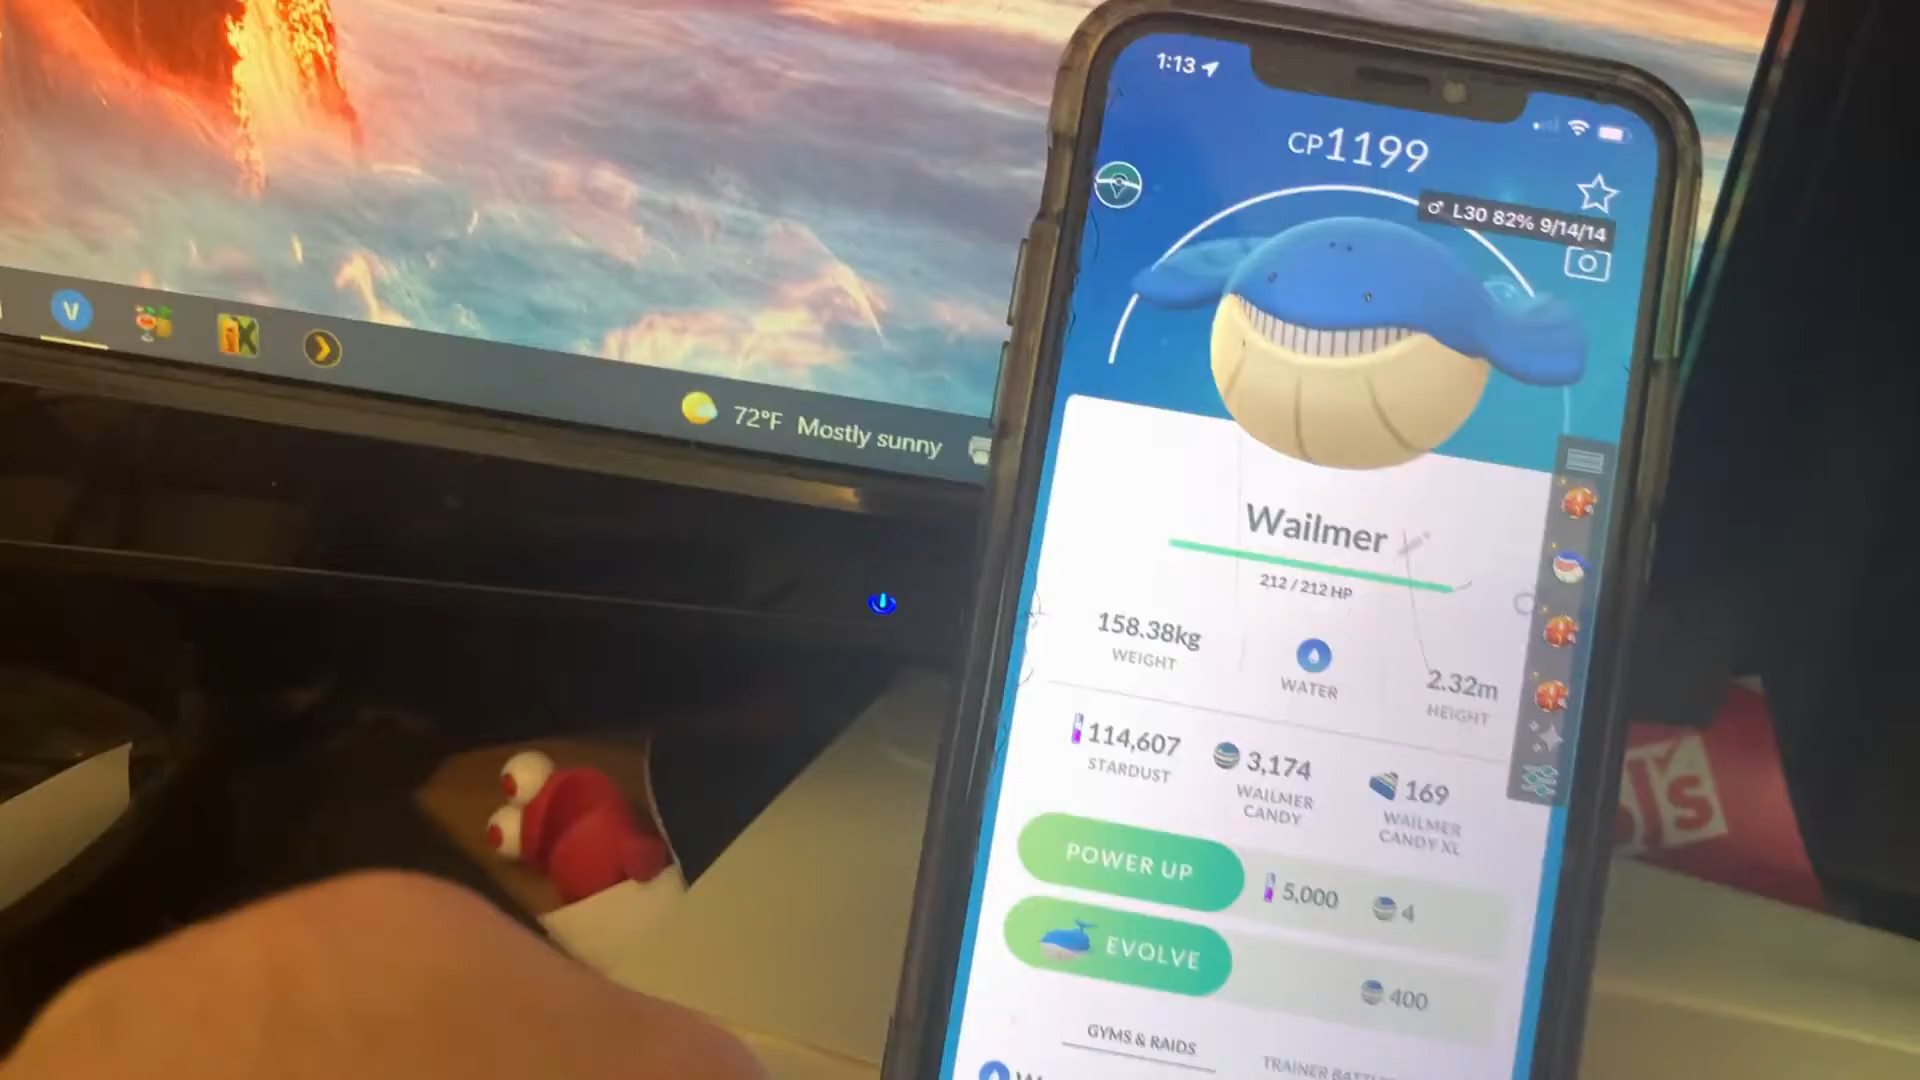 1:13
CP1199
♂ L30 82% 9/14/14
V
X
72°F Mostly sunny
Wailmer
212 / 212 HP
158.38kg
WEIGHT
WATER
2.32m
HEIGHT
114,607
STARDUST
3,174
WAILMER
CANDY
169
WAILMER
CANDY XL
POWER UP
5,000
4
EVOLVE
400
GYMS & RAIDS
TRAINER